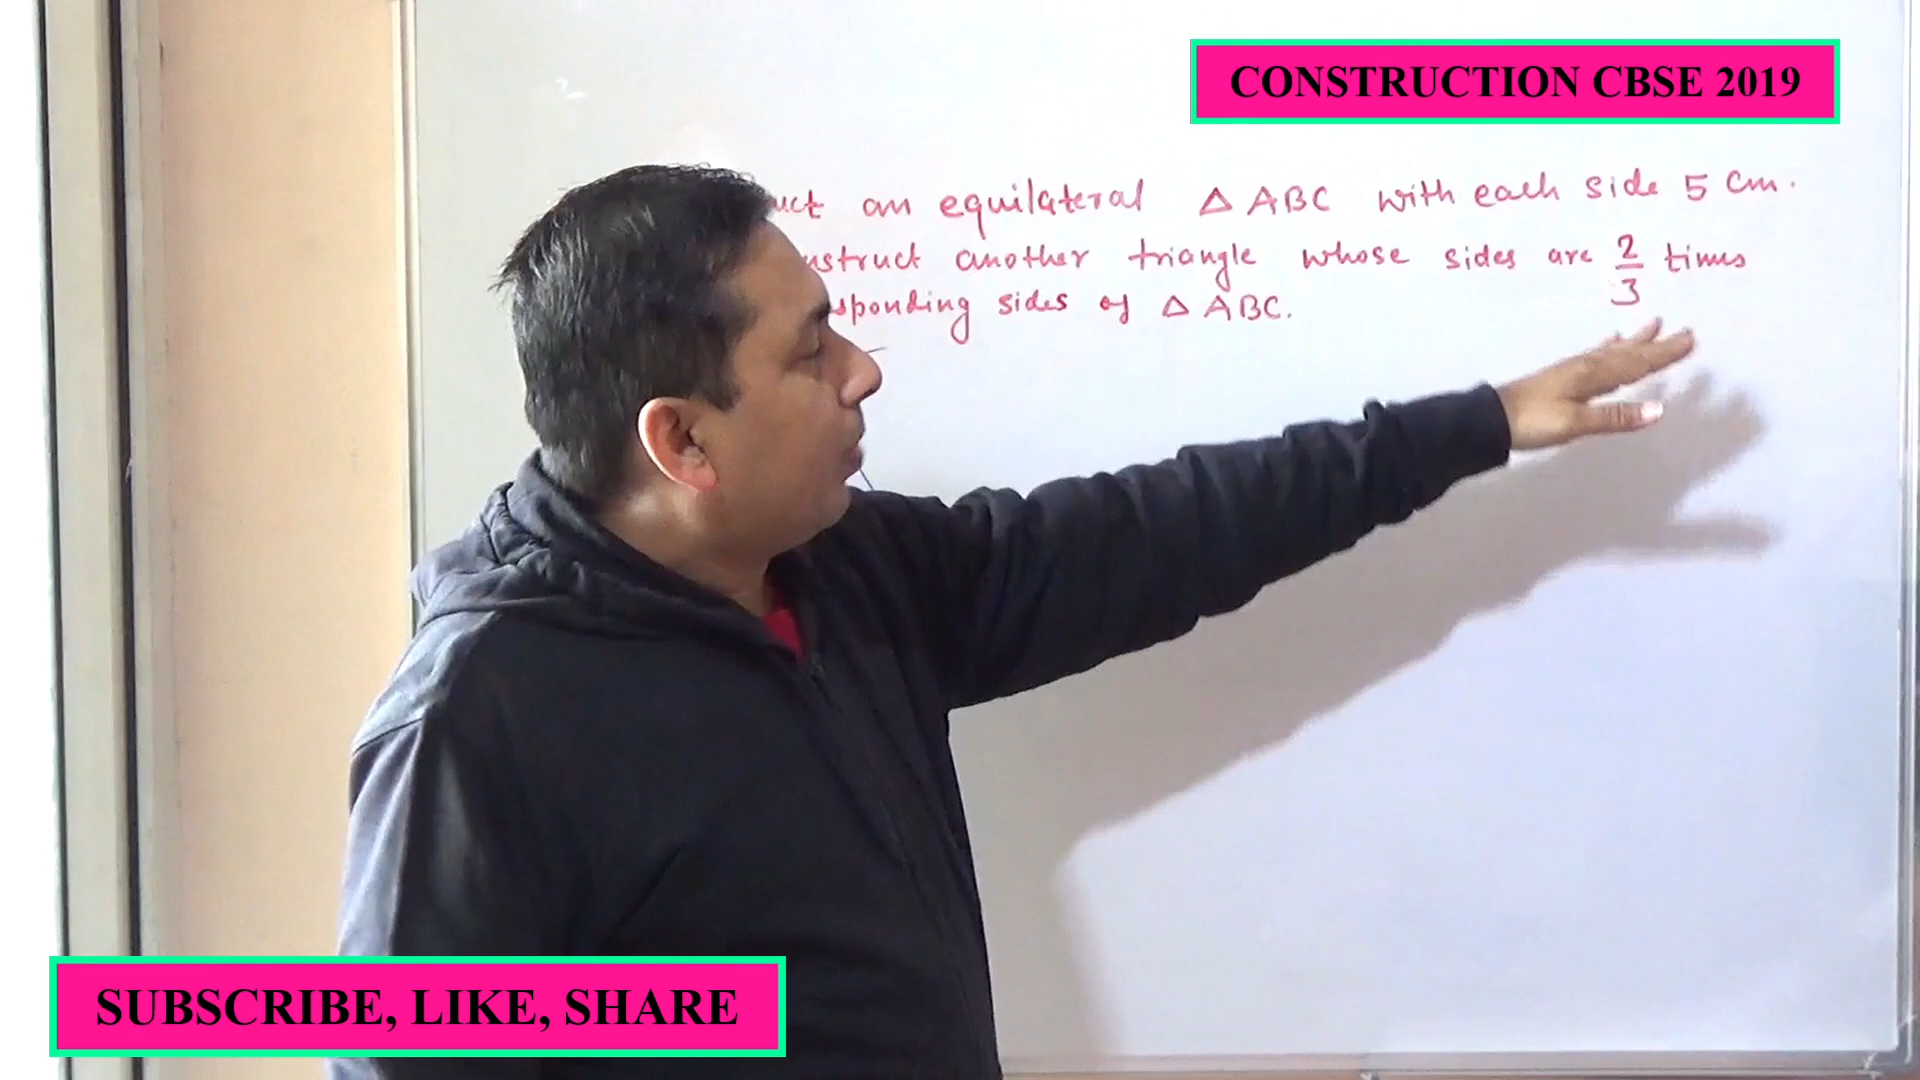 CONSTRUCTION CBSE 2019
an equilateral △ ABC with each side 5 cm.
another triangle whose sides are 2/3 times
sides of △ ABC.
SUBSCRIBE, LIKE, SHARE